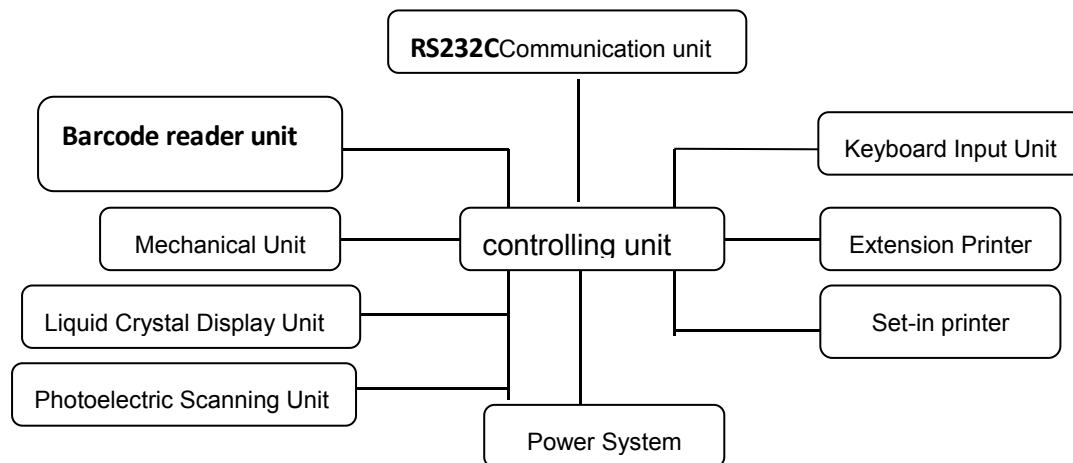 RS232CCommunication unit
Barcode reader unit
Keyboard Input Unit
Mechanical Unit
controlling unit
Extension Printer
Liquid Crystal Display Unit
Set-in printer
Photoelectric Scanning Unit
Power System